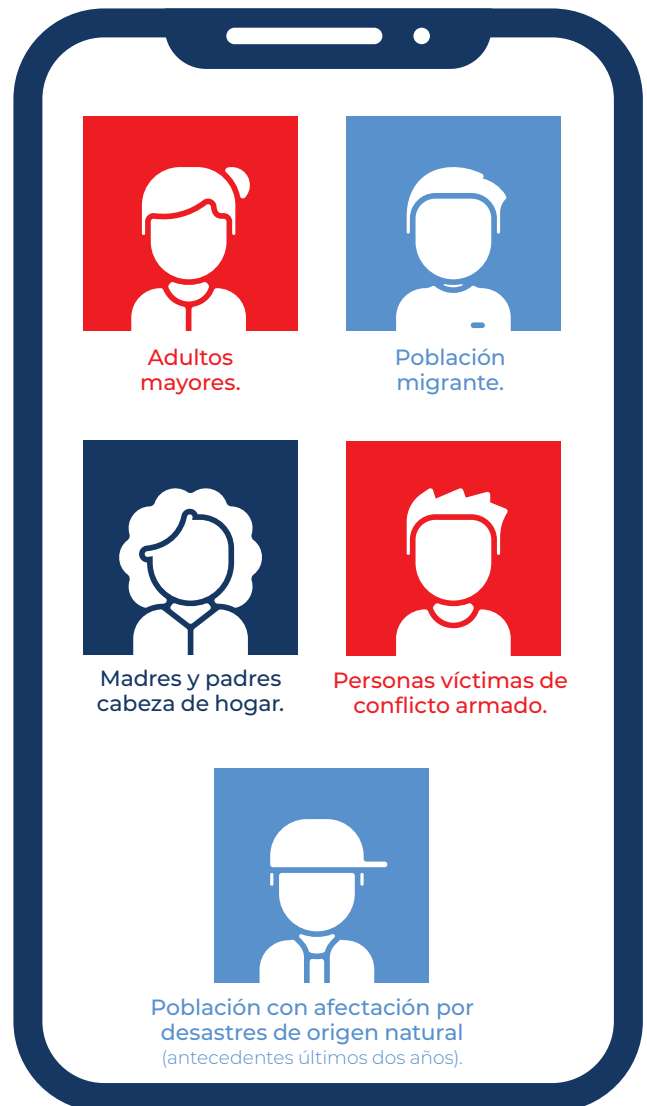 Adultos
mayores.
Población
migrante.
Madres y padres
cabeza de hogar.
Personas víctimas de
conflicto armado.
Población con afectación por
desastres de origen natural
(antecedentes últimos dos años).